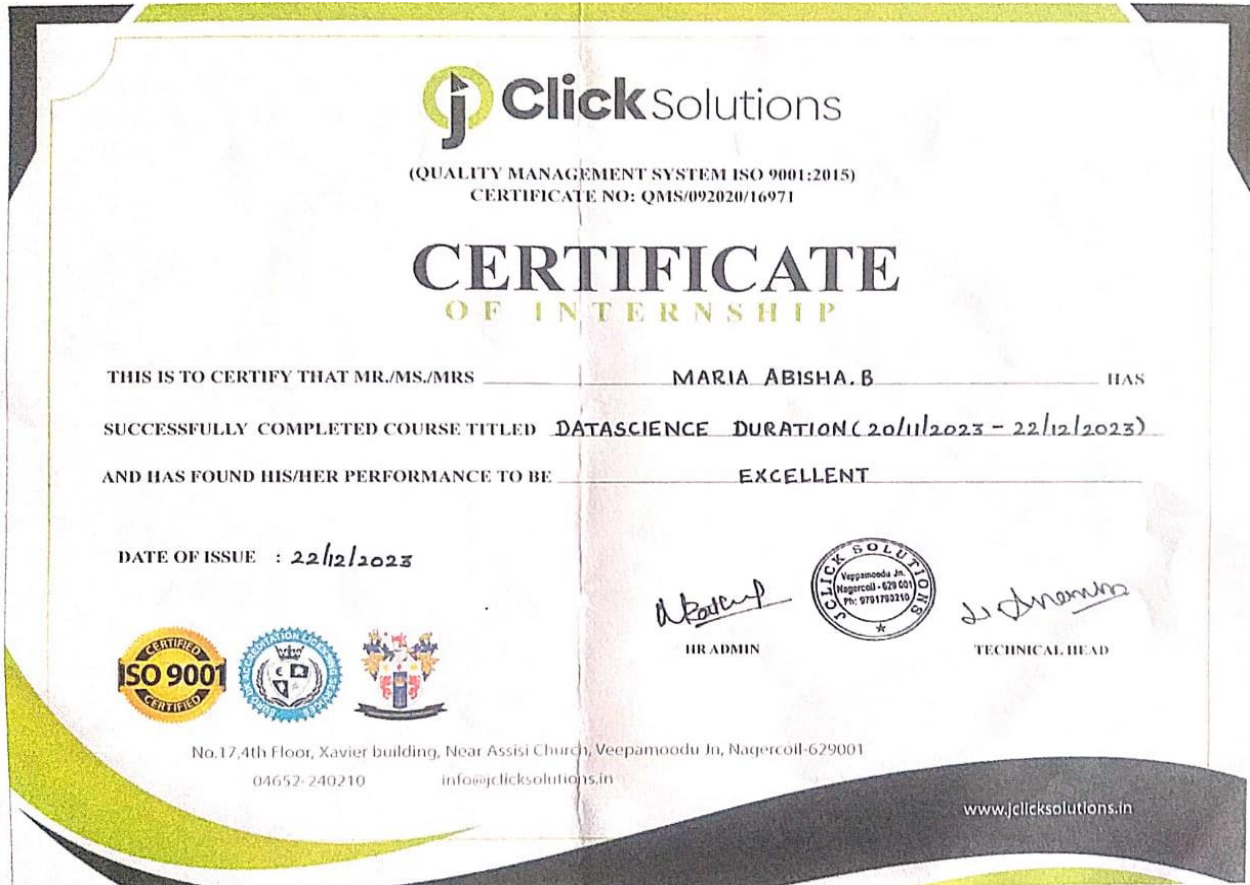 j Click Solutions
(QUALITY MANAGEMENT SYSTEM ISO 9001:2015)
CERTIFICATE NO: QMS/092020/16971
CERTIFICATE
OF INTERNSHIP
THIS IS TO CERTIFY THAT MR./MS./MRS MARIA ABISHA.B HAS
SUCCESSFULLY COMPLETED COURSE TITLED DATASCIENCE DURATION (20/11/2023 - 22/12/2023)
AND HAS FOUND HIS/HER PERFORMANCE TO BE EXCELLENT
DATE OF ISSUE : 22/12/2023
JCLICK SOLUTIONS
Veppamoodu Jn.
Nagercoil - 629 001
Ph: 9791793210
HR ADMIN
TECHNICAL HEAD
CERTIFIED
ISO 9001
CERTIFIED
No.17,4th Floor, Xavier building, Near Assisi Church, Veepamoodu Jn, Nagercoil-629001
04652-240210 info@jclicksolutions.in
www.jclicksolutions.in